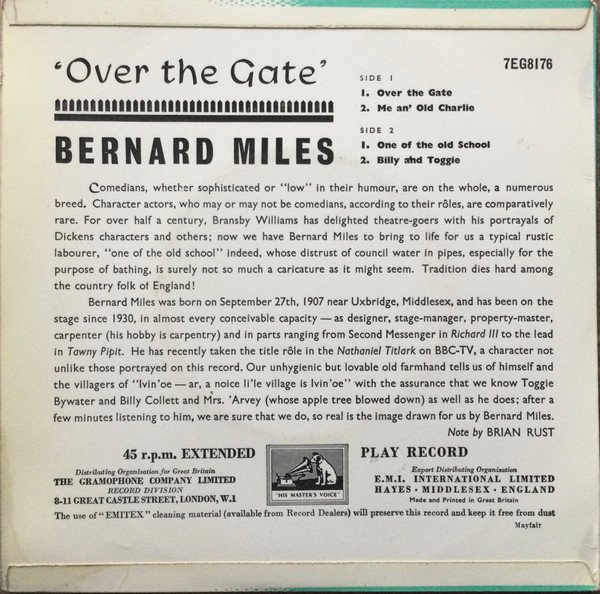 'Over the Gate'
BERNARD MILES
7EG8176
SIDE 1
1. Over the Gate
2. Me an' Old Charlie
SIDE 2
1. One of the old School
2. Billy and Toggie
Comedians, whether sophisticated or "low" in their humour, are on the whole, a numerous
breed. Character actors, who may or may not be comedians, according to their rôles, are comparatively
rare. For over half a century, Bransby Williams has delighted theatre-goers with his portrayals of
Dickens characters and others; now we have Bernard Miles to bring to life for us a typical rustic
labourer, "one of the old school" indeed, whose distrust of council water in pipes, especially for the
purpose of bathing, is surely not so much a caricature as it might seem. Tradition dies hard among
the country folk of England!
Bernard Miles was born on September 27th, 1907 near Uxbridge, Middlesex, and has been on the
stage since 1930, in almost every conceivable capacity — as designer, stage-manager, property-master,
carpenter (his hobby is carpentry) and in parts ranging from Second Messenger in Richard III to the lead
in Tawny Pipit. He has recently taken the title rôle in the Nathaniel Titlark on BBC-TV, a character not
unlike those portrayed on this record. Our unhygienic but lovable old farmhand tells us of himself and
the villagers of "Ivin'oe — ar, a noice li'le village is Ivin'oe" with the assurance that we know Toggie
Bywater and Billy Collett and Mrs. 'Arvey (whose apple tree blowed down) as well as he does; after a
few minutes listening to him, we are sure that we do, so real is the image drawn for us by Bernard Miles.
Note by BRIAN RUST
45 r.p.m. EXTENDED PLAY RECORD
Distributing Organisation for Great Britain
THE GRAMOPHONE COMPANY LIMITED
RECORD DIVISION
8-11 GREAT CASTLE STREET, LONDON, W.1
"HIS MASTER'S VOICE"
Export Distributing Organisation
E.M.I. INTERNATIONAL LIMITED
HAYES · MIDDLESEX · ENGLAND
Made and Printed in Great Britain
The use of "EMITEX" cleaning material (available from Record Dealers) will preserve this record and keep it free from dust
Mayfair